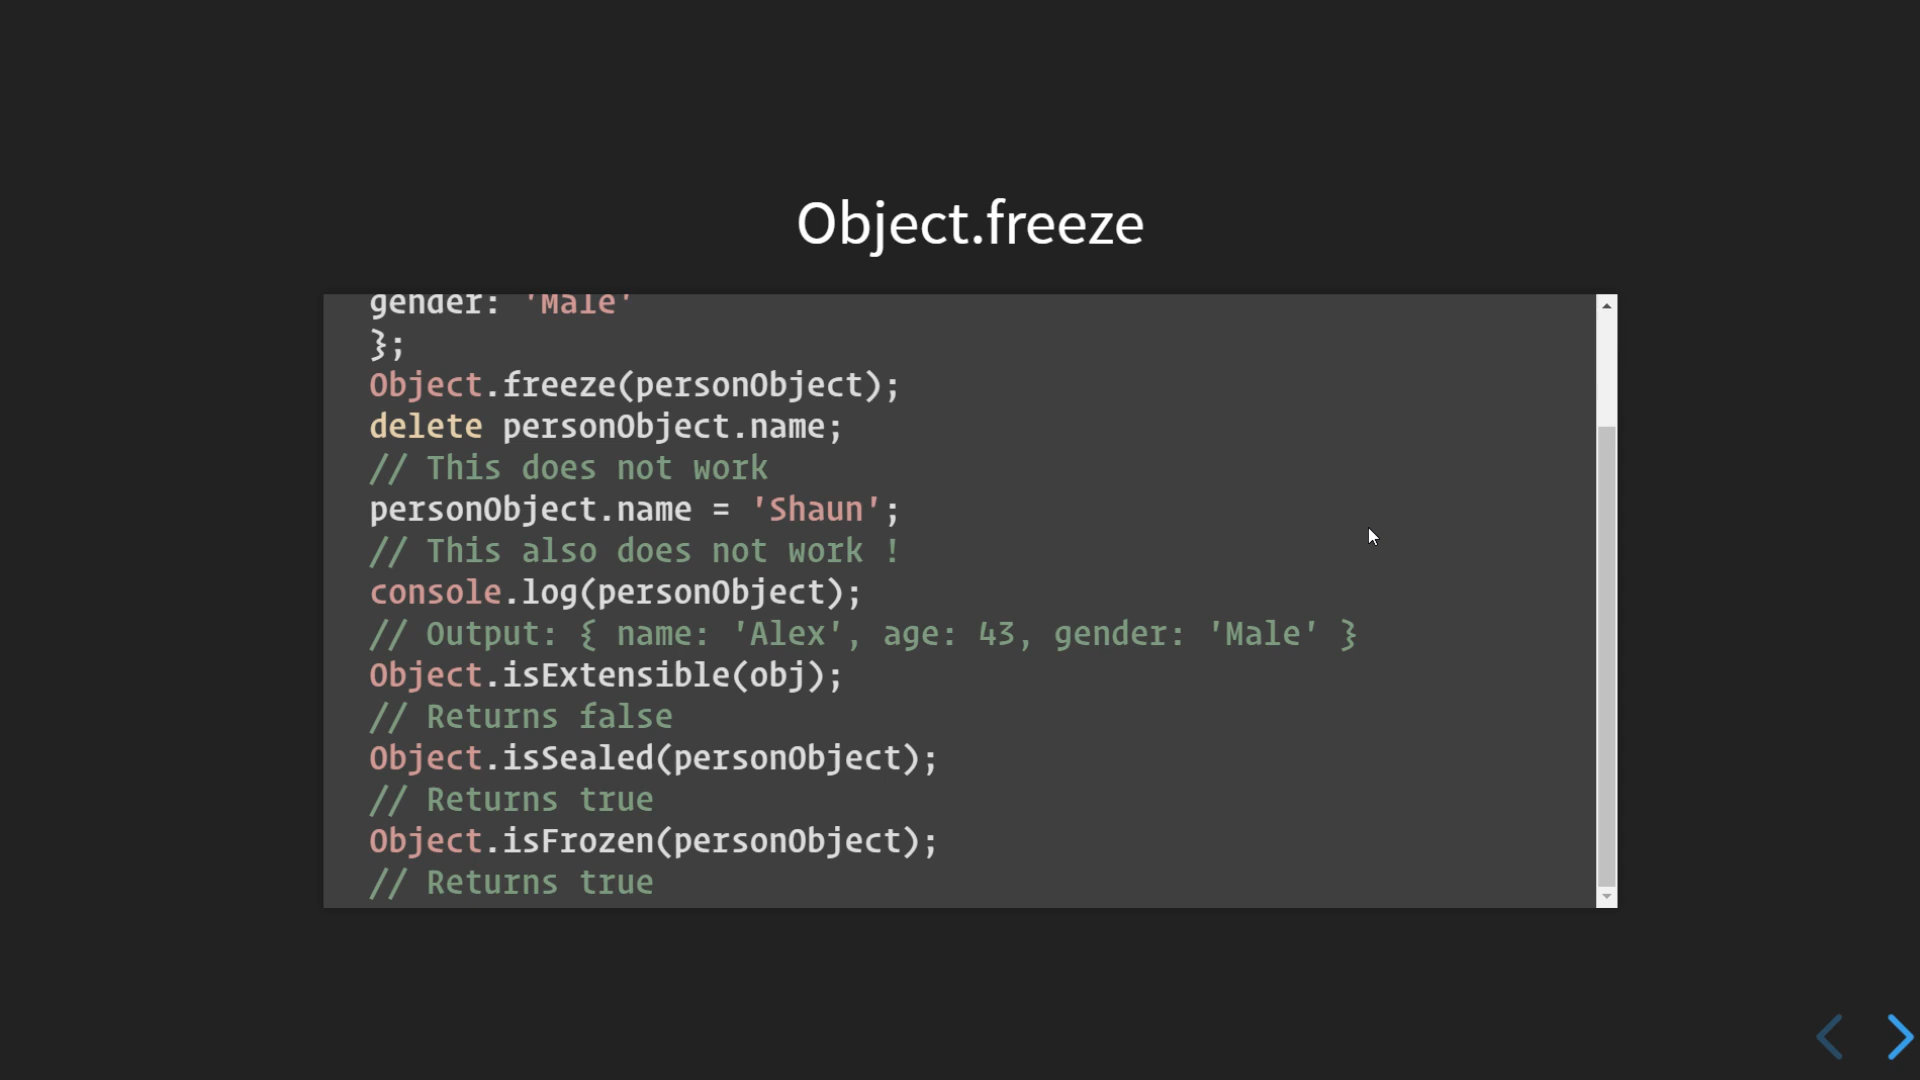 Object.freeze
gender: 'Male'
};
Object.freeze(personObject);
delete personObject.name;
// This does not work
personObject.name = 'Shaun';
// This also does not work !
console.log(personObject);
// Output: { name: 'Alex', age: 43, gender: 'Male' }
Object.isExtensible(obj);
// Returns false
Object.isSealed(personObject);
// Returns true
Object.isFrozen(personObject);
// Returns true